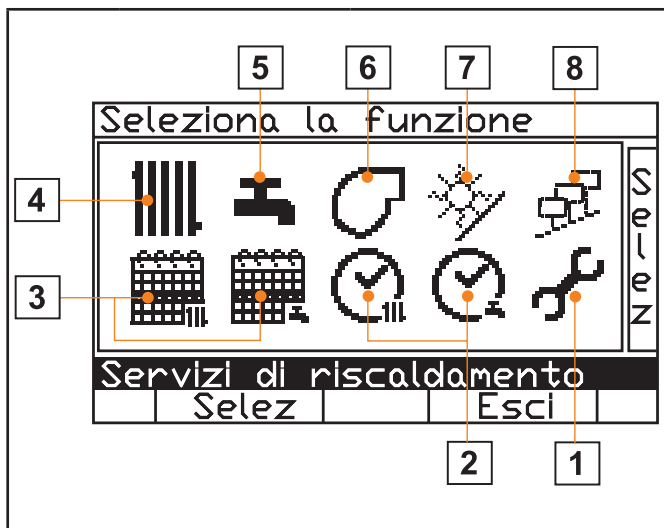 5 6 7 8
Seleziona la funzione
4
Selez
3
Servizi di riscaldamento
Selez Esci
2 1